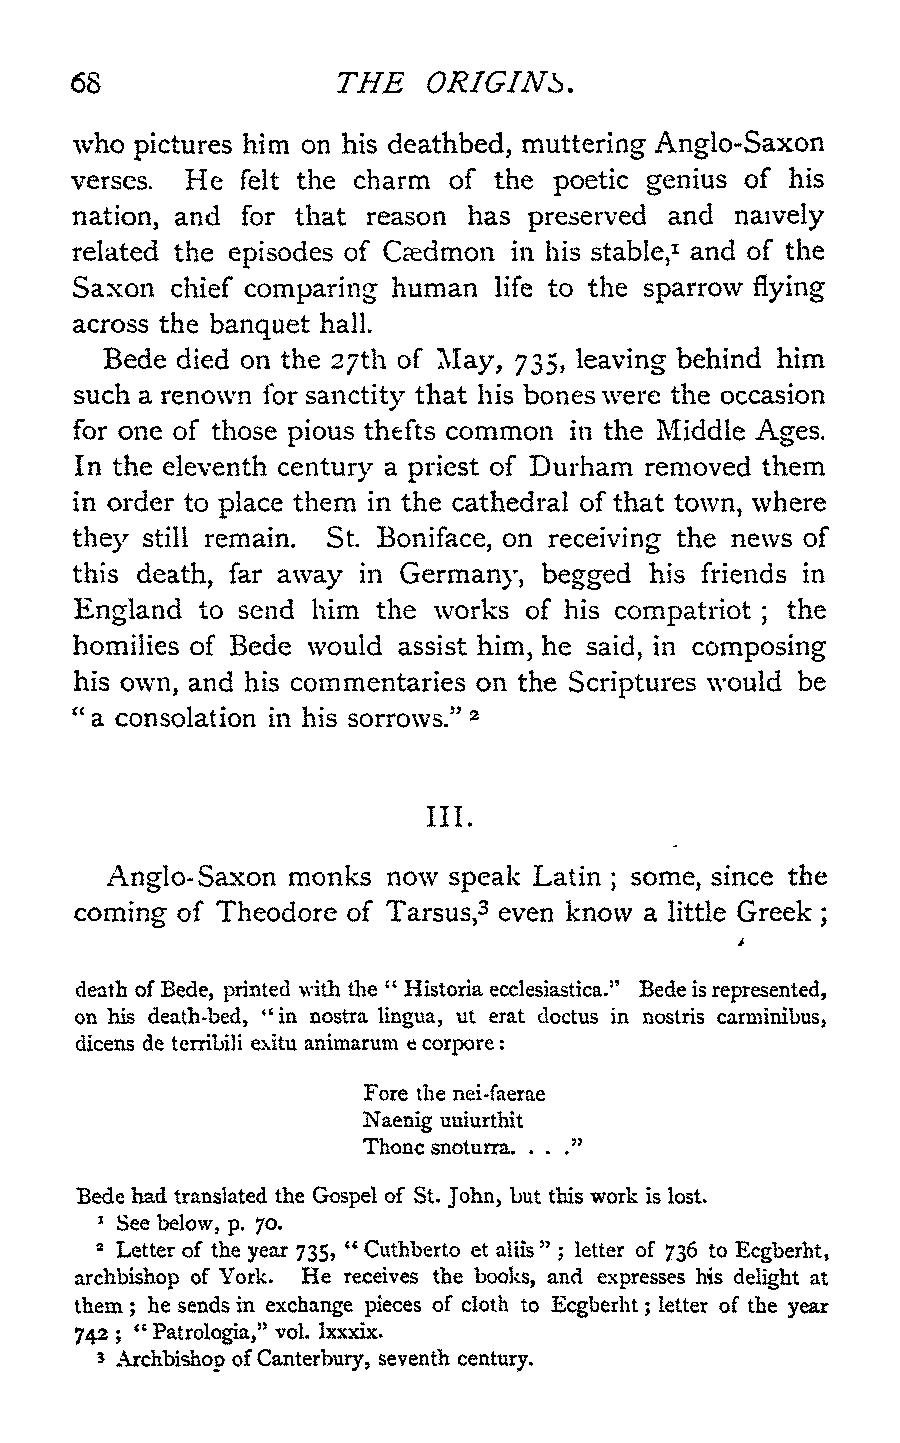 68 THE ORIGINS.
who pictures him on his deathbed, muttering Anglo-Saxon
verses. He felt the charm of the poetic genius of his
nation, and for that reason has preserved and naïvely
related the episodes of Cædmon in his stable,¹ and of the
Saxon chief comparing human life to the sparrow flying
across the banquet hall.
Bede died on the 27th of May, 735, leaving behind him
such a renown for sanctity that his bones were the occasion
for one of those pious thefts common in the Middle Ages.
In the eleventh century a priest of Durham removed them
in order to place them in the cathedral of that town, where
they still remain. St. Boniface, on receiving the news of
this death, far away in Germany, begged his friends in
England to send him the works of his compatriot ; the
homilies of Bede would assist him, he said, in composing
his own, and his commentaries on the Scriptures would be
“ a consolation in his sorrows.” ²
III.
Anglo-Saxon monks now speak Latin ; some, since the
coming of Theodore of Tarsus,³ even know a little Greek ;
death of Bede, printed with the “ Historia ecclesiastica.” Bede is represented,
on his death-bed, “in nostra lingua, ut erat doctus in nostris carminibus,
dicens de terribili exitu animarum e corpore :
Fore the nei-faerae
Naenig uuiurthit
Thonc snoturra. . . .”
Bede had translated the Gospel of St. John, but this work is lost.
¹ See below, p. 70.
² Letter of the year 735, “ Cuthberto et aliis ” ; letter of 736 to Ecgberht,
archbishop of York. He receives the books, and expresses his delight at
them ; he sends in exchange pieces of cloth to Ecgberht ; letter of the year
742 ; “ Patrologia,” vol. lxxxix.
³ Archbishop of Canterbury, seventh century.